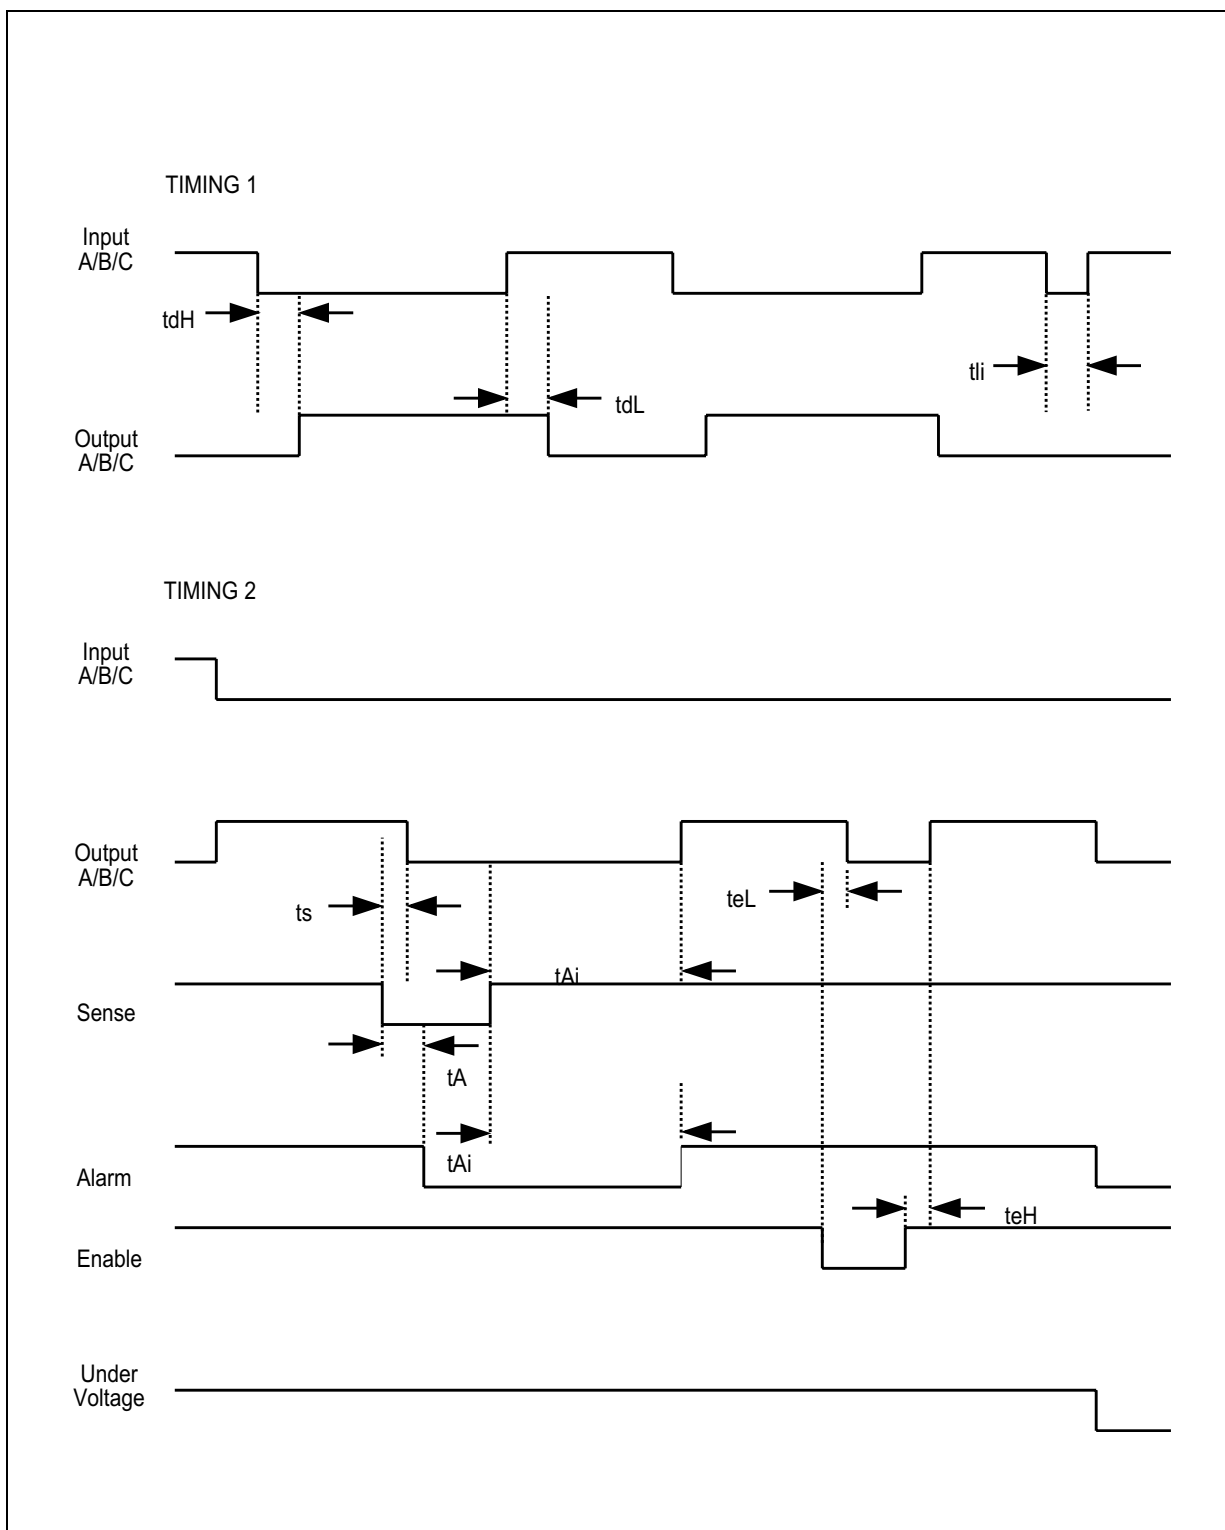 TIMING 1
Input
A/B/C
tdH
tli
tdL
Output
A/B/C
TIMING 2
Input
A/B/C
Output
A/B/C
teL
ts
tAi
Sense
tA
tAi
Alarm
teH
Enable
Under
Voltage